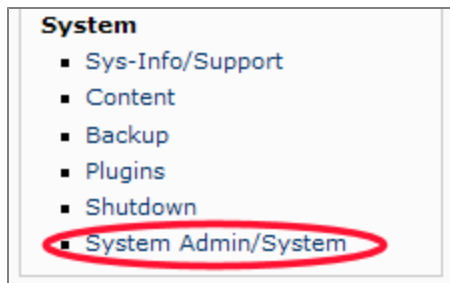 System
Sys-Info/Support
Content
Backup
Plugins
Shutdown
System Admin/System